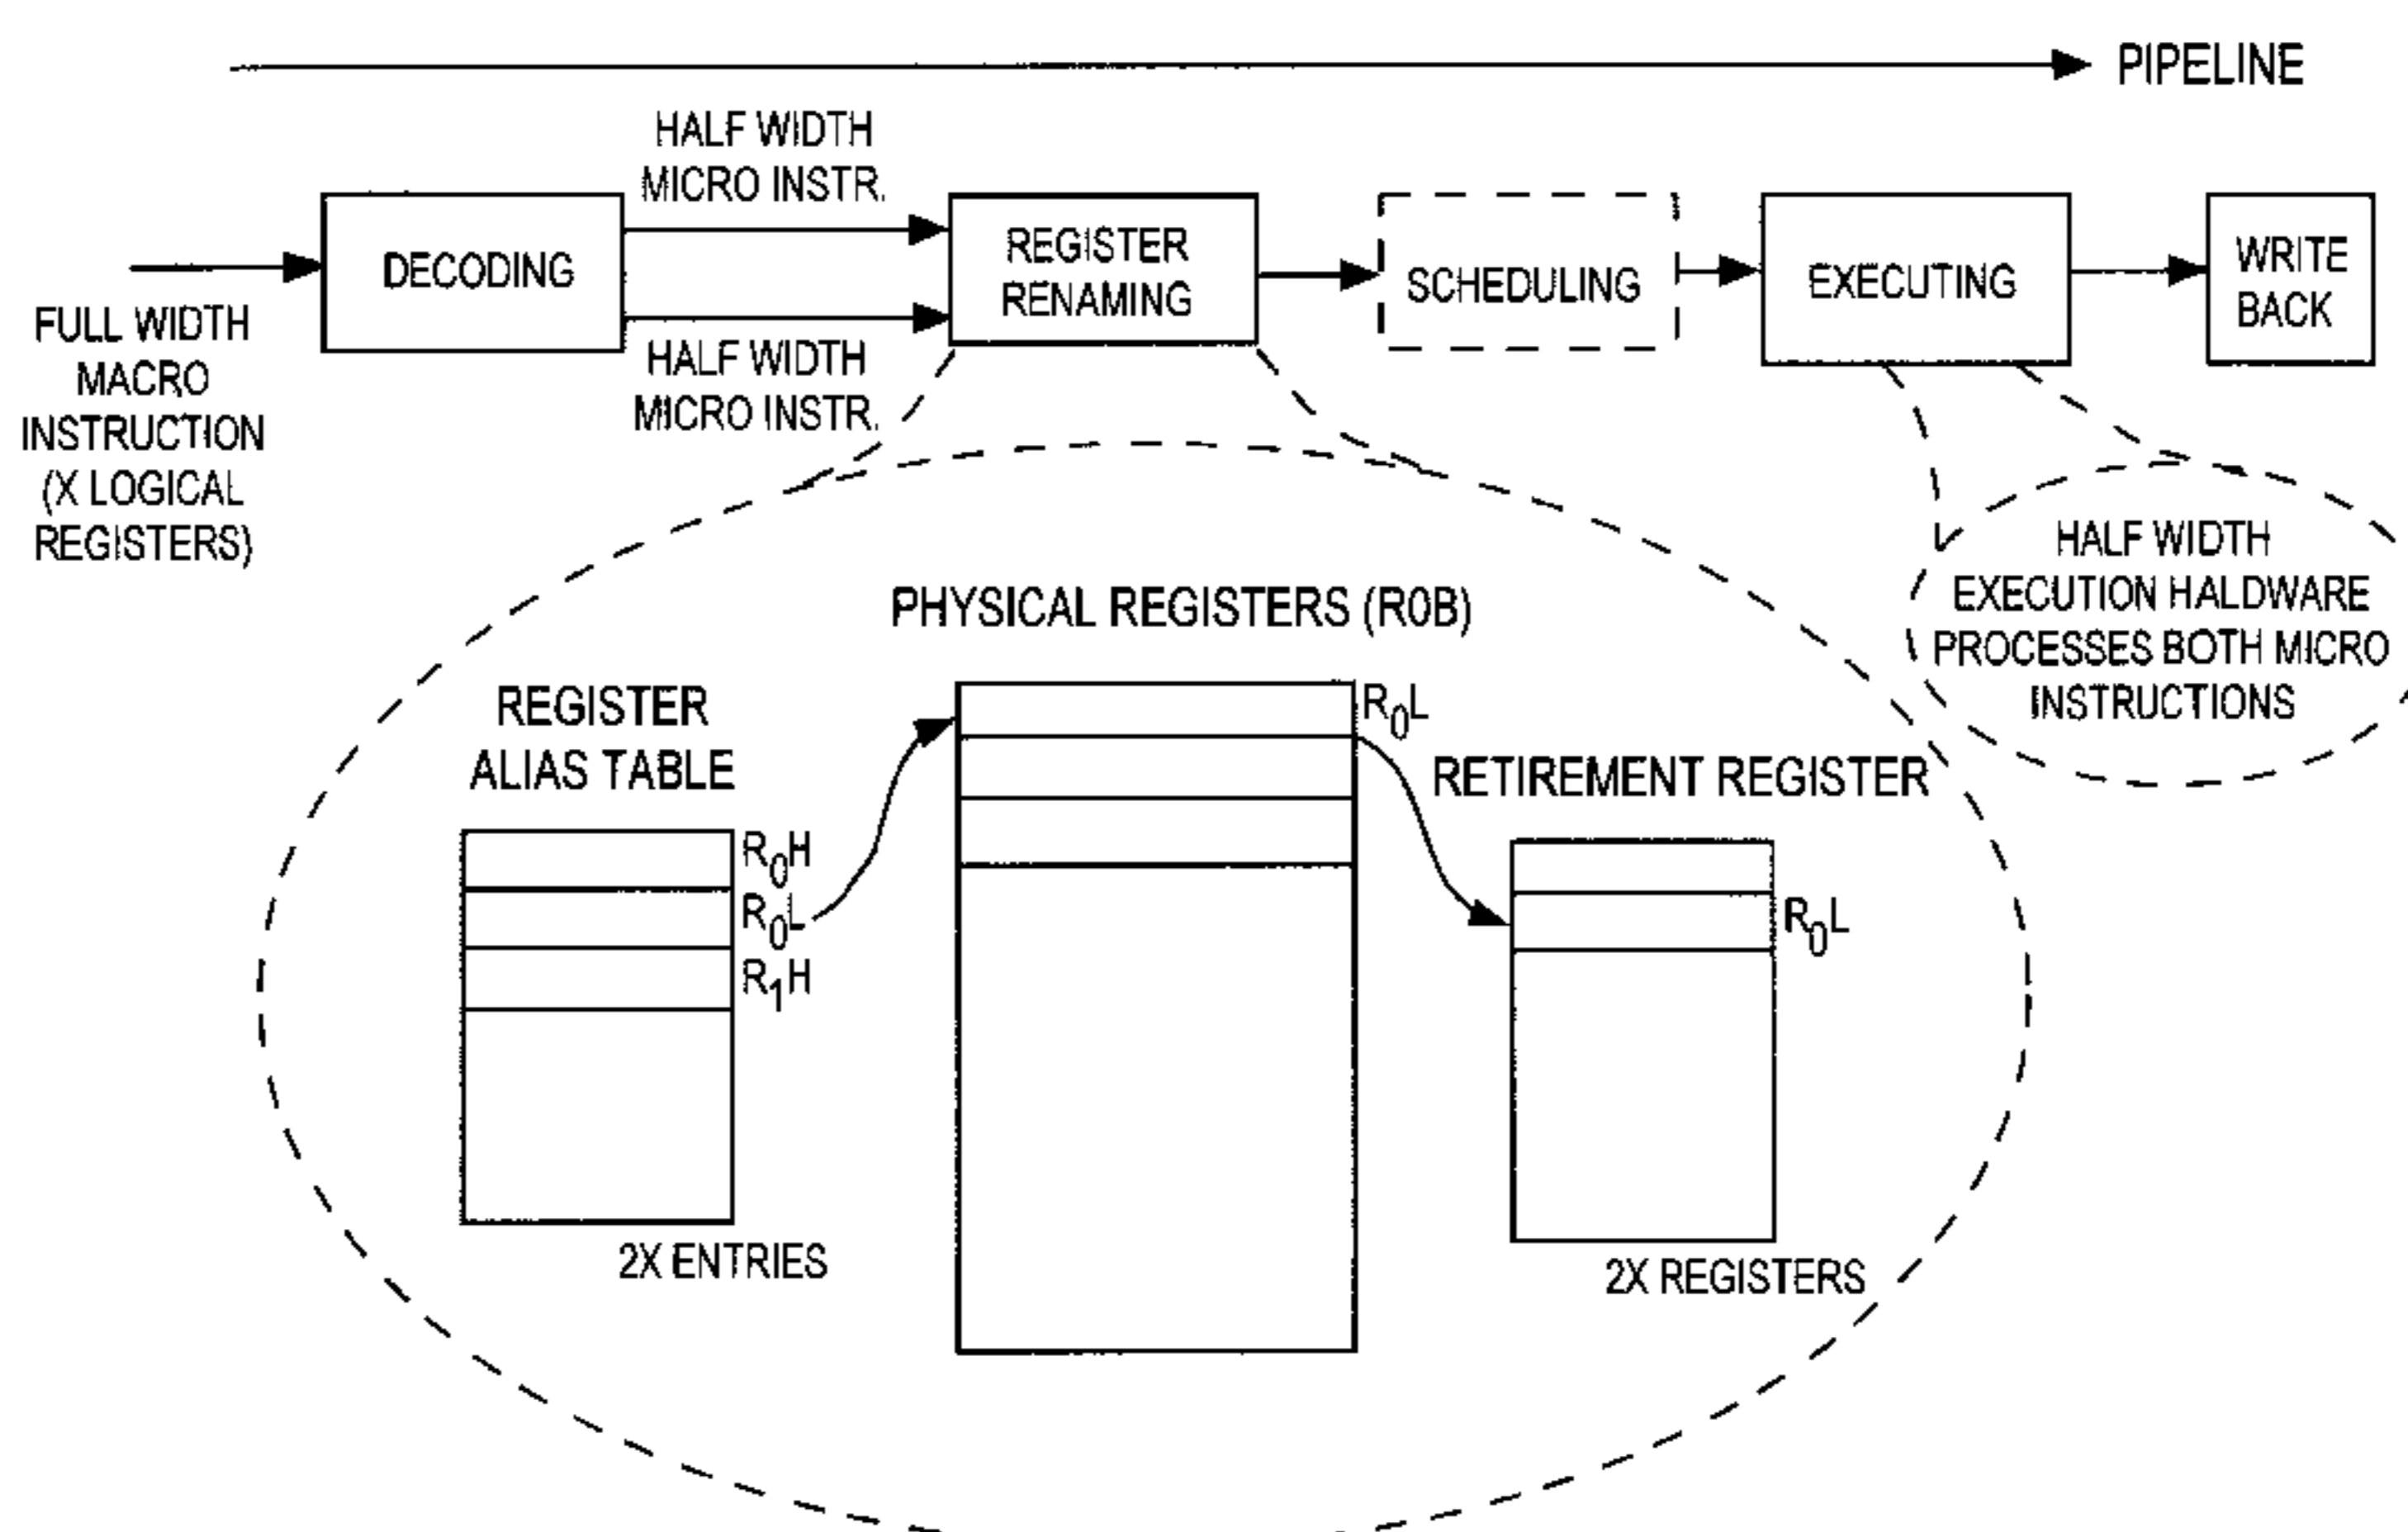 PIPELINE
HALF WIDTH
MICRO INSTR.
DECODING
REGISTER
RENAMING
SCHEDULING
EXECUTING
WRITE
BACK
FULL WIDTH
MACRO
INSTRUCTION
(X LOGICAL
REGISTERS)
HALF WIDTH
MICRO INSTR.
HALF WIDTH
EXECUTION HALDWARE
PROCESSES BOTH MICRO
INSTRUCTIONS
PHYSICAL REGISTERS (R0B)
REGISTER
ALIAS TABLE
R0L
RETIREMENT REGISTER
R0H
R0L
R1H
R0L
2X ENTRIES
2X REGISTERS